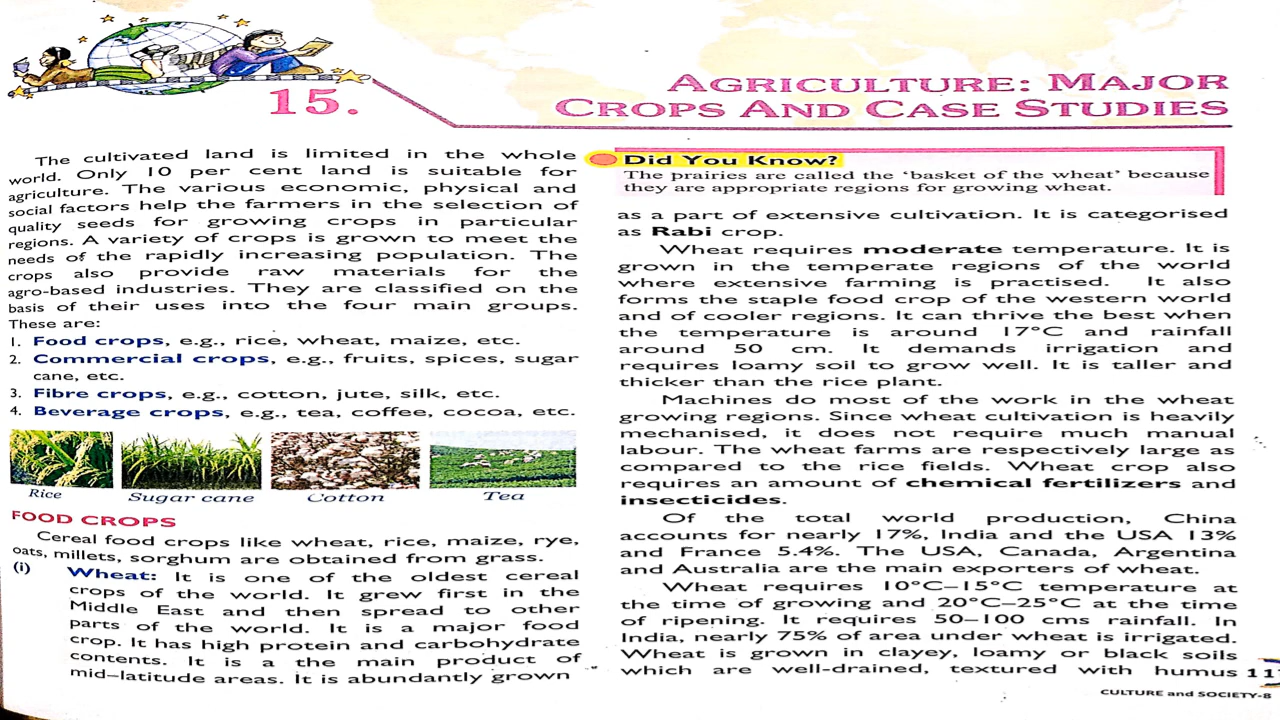 15.
AGRICULTURE: MAJOR
CROPS AND CASE STUDIES
The cultivated land is limited in the whole
world. Only 10 per cent land is suitable for
agriculture. The various economic, physical and
social factors help the farmers in the selection of
quality seeds for growing crops in particular
regions. A variety of crops is grown to meet the
needs of the rapidly increasing population. The
crops also provide raw materials for the
agro-based industries. They are classified on the
basis of their uses into the four main groups.
These are:
1. Food crops, e.g., rice, wheat, maize, etc.
2. Commercial crops, e.g., fruits, spices, sugar
cane, etc.
3. Fibre crops, e.g., cotton, jute, silk, etc.
4. Beverage crops, e.g., tea, coffee, cocoa, etc.
Rice Sugar cane Cotton Tea
FOOD CROPS
Cereal food crops like wheat, rice, maize, rye,
oats, millets, sorghum are obtained from grass.
(i) Wheat: It is one of the oldest cereal
crops of the world. It grew first in the
Middle East and then spread to other
parts of the world. It is a major food
crop. It has high protein and carbohydrate
contents. It is a the main product of
mid-latitude areas. It is abundantly grown
Did You Know?
The prairies are called the 'basket of the wheat' because
they are appropriate regions for growing wheat.
as a part of extensive cultivation. It is categorised
as Rabi crop.
Wheat requires moderate temperature. It is
grown in the temperate regions of the world
where extensive farming is practised. It also
forms the staple food crop of the western world
and of cooler regions. It can thrive the best when
the temperature is around 17°C and rainfall
around 50 cm. It demands irrigation and
requires loamy soil to grow well. It is taller and
thicker than the rice plant.
Machines do most of the work in the wheat
growing regions. Since wheat cultivation is heavily
mechanised, it does not require much manual
labour. The wheat farms are respectively large as
compared to the rice fields. Wheat crop also
requires an amount of chemical fertilizers and
insecticides.
Of the total world production, China
accounts for nearly 17%, India and the USA 13%
and France 5.4%. The USA, Canada, Argentina
and Australia are the main exporters of wheat.
Wheat requires 10°C–15°C temperature at
the time of growing and 20°C–25°C at the time
of ripening. It requires 50–100 cms rainfall. In
India, nearly 75% of area under wheat is irrigated.
Wheat is grown in clayey, loamy or black soils
which are well-drained, textured with humus
CULTURE and SOCIETY-8